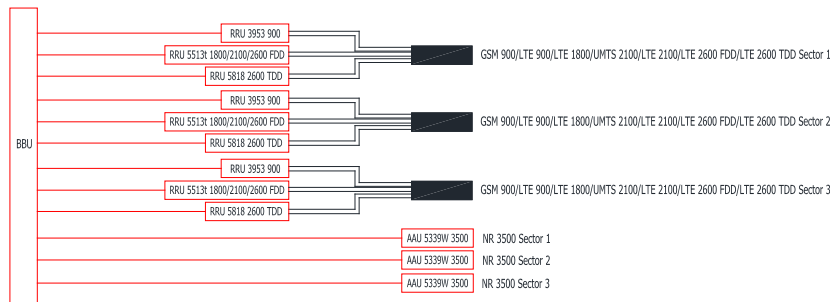 RRU 3953 900
RRU 5513t 1800/2100/2600 FDD
GSM 900/LTE 900/LTE 1800/UMTS 2100/LTE 2100/LTE 2600 FDD/LTE 2600 TDD Sector 1
RRU 5818 2600 TDD
RRU 3953 900
RRU 5513t 1800/2100/2600 FDD
GSM 900/LTE 900/LTE 1800/UMTS 2100/LTE 2100/LTE 2600 FDD/LTE 2600 TDD Sector 2
BBU
RRU 5818 2600 TDD
RRU 3953 900
RRU 5513t 1800/2100/2600 FDD
GSM 900/LTE 900/LTE 1800/UMTS 2100/LTE 2100/LTE 2600 FDD/LTE 2600 TDD Sector 3
RRU 5818 2600 TDD
AAU 5339W 3500 NR 3500 Sector 1
AAU 5339W 3500 NR 3500 Sector 2
AAU 5339W 3500 NR 3500 Sector 3